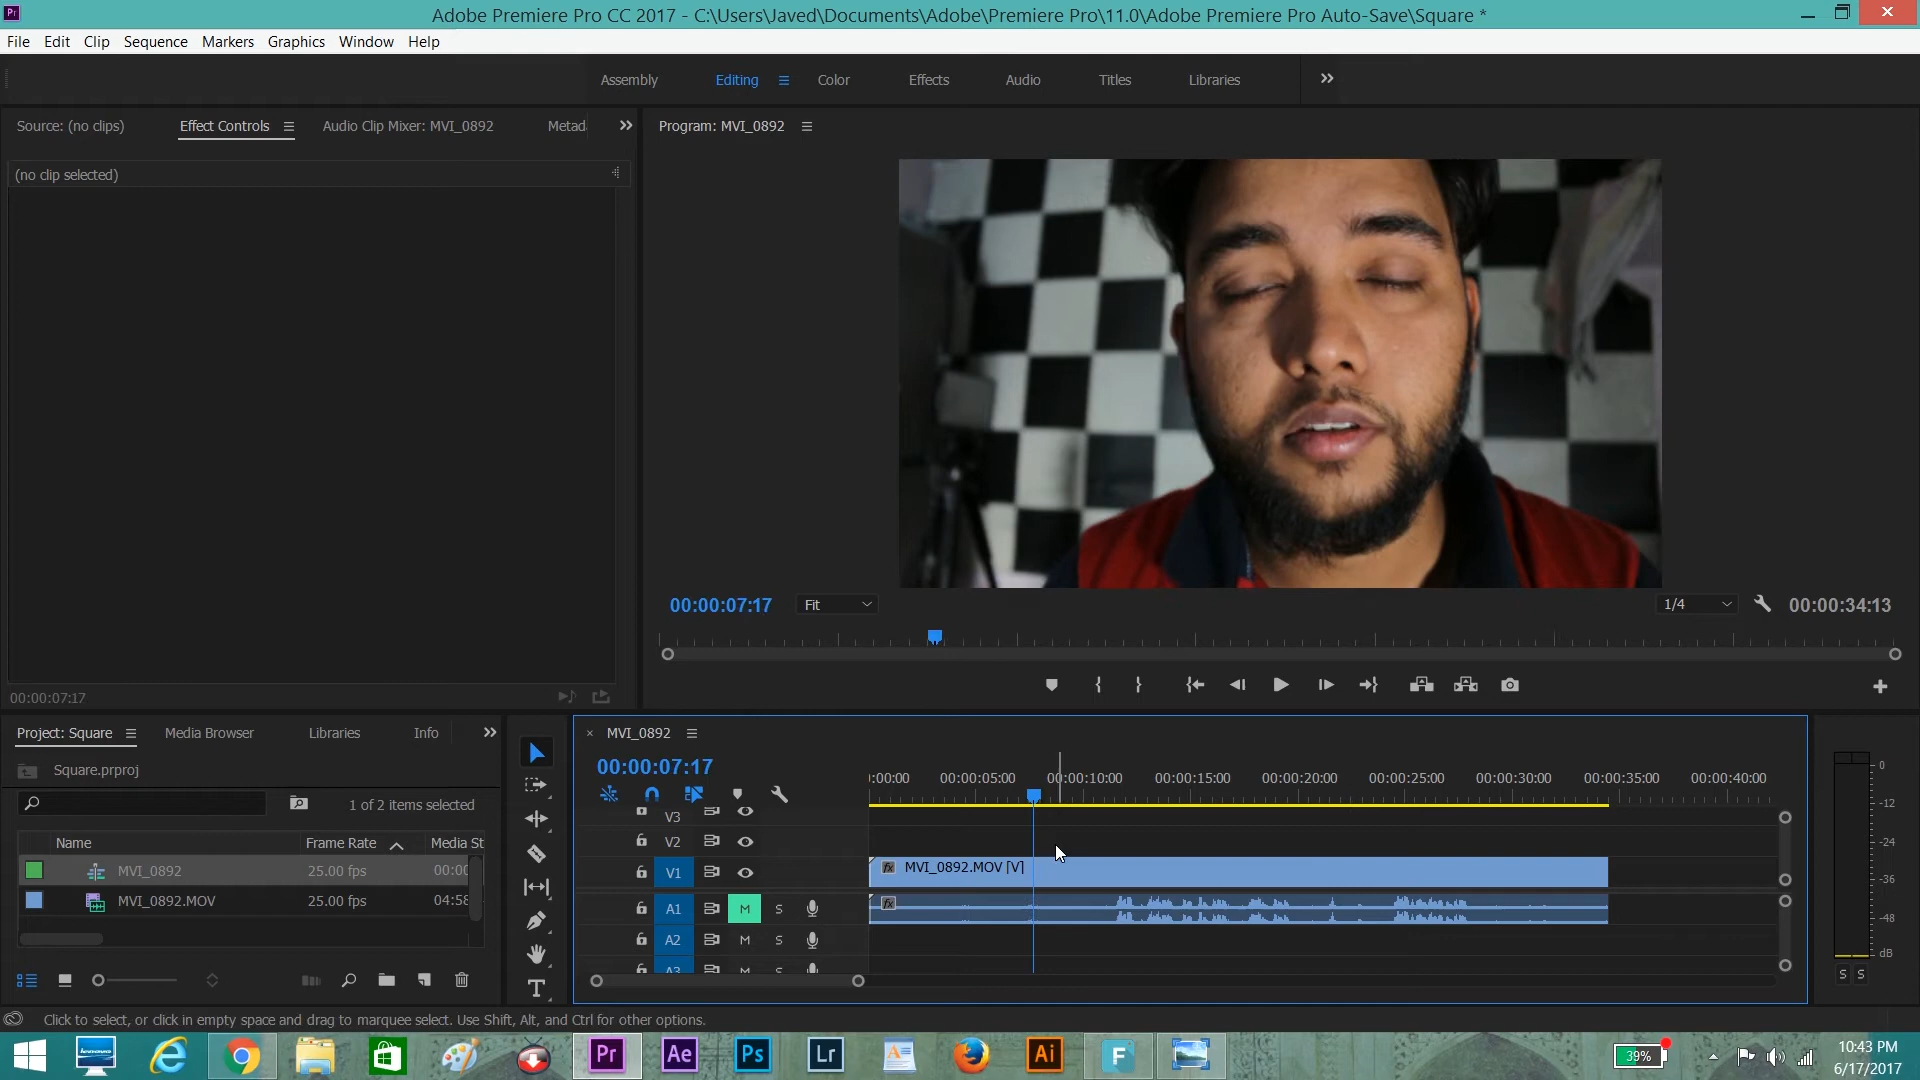 Pr
Adobe Premiere Pro CC 2017 - C:\Users\Javed\Documents\Adobe\Premiere Pro\11.0\Adobe Premiere Pro Auto-Save\Square *
File Edit Clip Sequence Markers Graphics Window Help
Assembly Editing Color Effects Audio Titles Libraries
Source: (no clips) Effect Controls Audio Clip Mixer: MVI_0892 Metad
Program: MVI_0892
(no clip selected)
00:00:07:17 Fit 1/4 00:00:34:13
00:00:07:17
Project: Square Media Browser Libraries Info
MVI_0892
Square.prproj
00:00:07:17
:00:00 00:00:05:00 00:00:10:00 00:00:15:00 00:00:20:00 00:00:25:00 00:00:30:00 00:00:35:00 00:00:40:00
1 of 2 items selected
Name Frame Rate Media St
MVI_0892 25.00 fps 00:00
MVI_0892.MOV 25.00 fps 04:58
V3
V2
V1 fx MVI_0892.MOV [V]
A1 M S fx
A2 M S
A3 M S
T
0
-12
-24
-36
-48
dB
S S
Click to select, or click in empty space and drag to marquee select. Use Shift, Alt, and Ctrl for other options.
lenovo
Pr Ae Ps Lr Ai F
39%
10:43 PM
6/17/2017